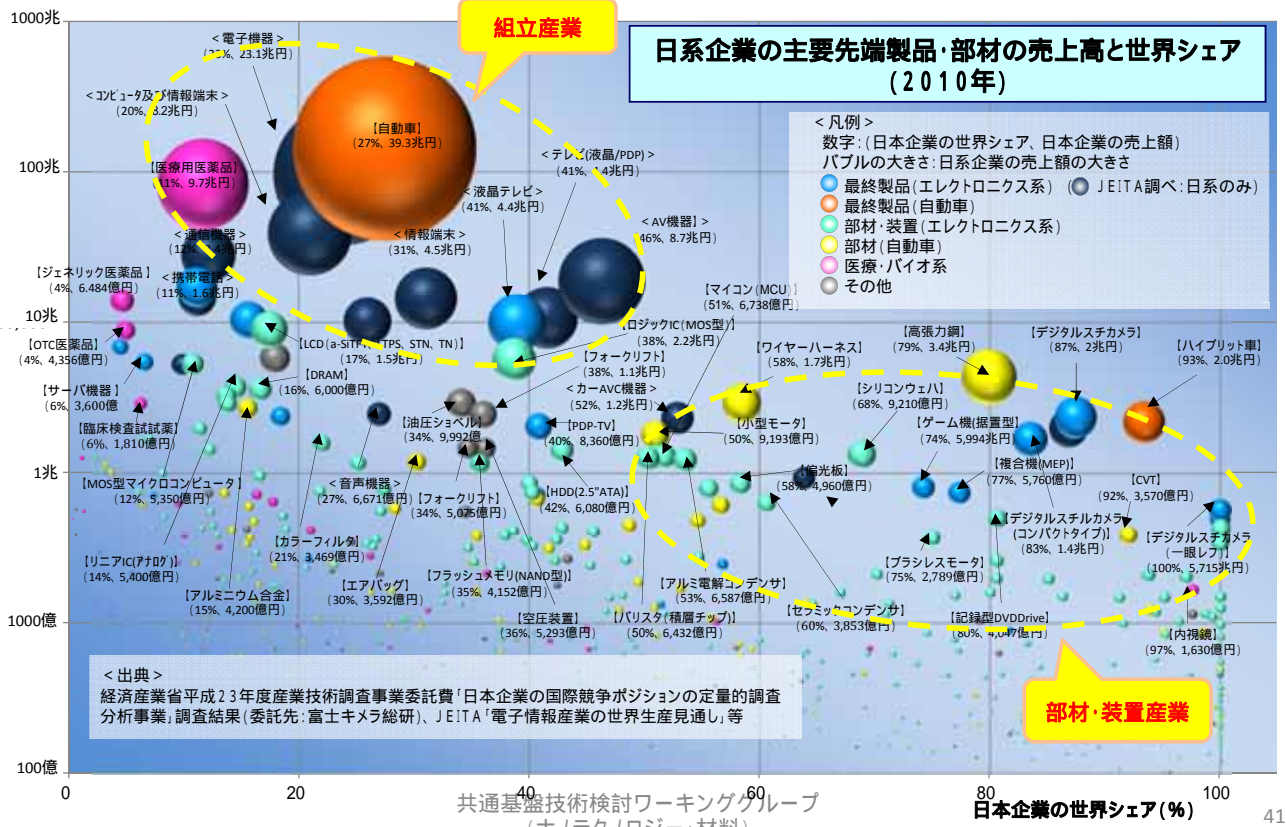 1000兆
100兆
10兆
1兆
1000億
100億
組立産業
日系企業の主要先端製品・部材の売上高と世界シェア
(2010年)
<凡例>
数字:(日本企業の世界シェア、日本企業の売上額)
バブルの大きさ:日系企業の売上額の大きさ
最終製品(エレクトロニクス系) ( JEITA調べ:日系のみ)
最終製品(自動車)
部材・装置(エレクトロニクス系)
部材(自動車)
医療・バイオ系
その他
<電子機器>
23.1兆円)
<コンピュータ及び情報端末>
(20%、 .2兆円)
【自動車】
(27%、39.3兆円)
【医療用医薬品】
11%、9.7兆円)
<テレビ(液晶/PDP)>
(41%、 .4兆円)
<液晶テレビ>
(41%、4.4兆円)
<AV機器】>
46%、8.7兆円)
<通信機器>
(12%、 .4兆円)
<情報端末>
(31%、4.5兆円)
【ジェネリック医薬品】
(4%、6.484億円)
<携帯電話>
(11%、1.6兆円)
【マイコン(MCU)】
(51%、6,738億円)
【ロジックIC(MOS型)】
(38%、2.2兆円)
【OTC医薬品】
(4%、4,356億円)
【LCD(a-SiTFT、 TPS、STN、TN)】
(17%、1.5兆円)
【フォークリフト】
(38%、1.1兆円)
【ワイヤーハーネス】
(58%、1.7兆円)
【高張力鋼】
(79%、3.4兆円)
【デジタルスチルカメラ】
(87%、2兆円)
【ハイブリット車】
(93%、2.0兆円)
【サーバ機器】
(6%、3,600億
【DRAM】
(16%、6,000億円)
<カーAVC機器>
(52%、1.2兆円)
【シリコンウェハ】
(68%、9,210億円)
【臨床検査試試薬】
(6%、1,810億円)
【油圧ショベル】
(34%、9,992億
【PDP-TV】
(40%、8,360億円)
【小型モータ】
(50%、9,193億円)
【ゲーム機(据置型)】
(74%、5,994億円)
【偏光板】
(58%、4,960億円)
【複合機(MEP)】
(77%、5,760億円)
【MOS型マイクロコンピュータ】
(12%、5,350億円)
<音声機器>
(27%、6,671億円)
【フォークリフト】
(34%、5,075億円)
【HDD(2.5"ATA)】
(42%、6,080億円)
【CVT】
(92%、3,570億円)
【デジタルスチルカメラ
(コンパクトタイプ)】
(83%、1.4兆円)
【デジタルスチカメラ
(一眼レフ)】
(100%、5,715兆円)
【リニアIC(アナログ)】
(14%、5,400億円)
【カラーフィルタ】
(21%、3,469億円)
【フラッシュメモリ(NAND型)】
(35%、4,152億円)
【ブラシレスモータ】
(75%、2,789億円)
【アルミニウム合金】
(15%、4,200億円)
【エアバッグ】
(30%、3,592億円)
【アルミ電解コンデンサ】
(53%、6,587億円)
【空圧装置】
(36%、5,293億円)
【バリスタ(積層チップ)】
(50%、6,432億円)
【セラミックコンデンサ】
(60%、3,853億円)
【記録型DVDDrive】
(80%、4,047億円)
【内視鏡】
(97%、1,630億円)
<出典>
経済産業省平成23年度産業技術調査事業委託費「日本企業の国際競争ポジションの定量的調査
分析事業」調査結果(委託先:富士キメラ総研)、JEITA「電子情報産業の世界生産見通し」等
部材・装置産業
0 20 40 60 80 100
日本企業の世界シェア(%)
共通基盤技術検討ワーキンググループ
(ナノテクノロジー・材料)
41